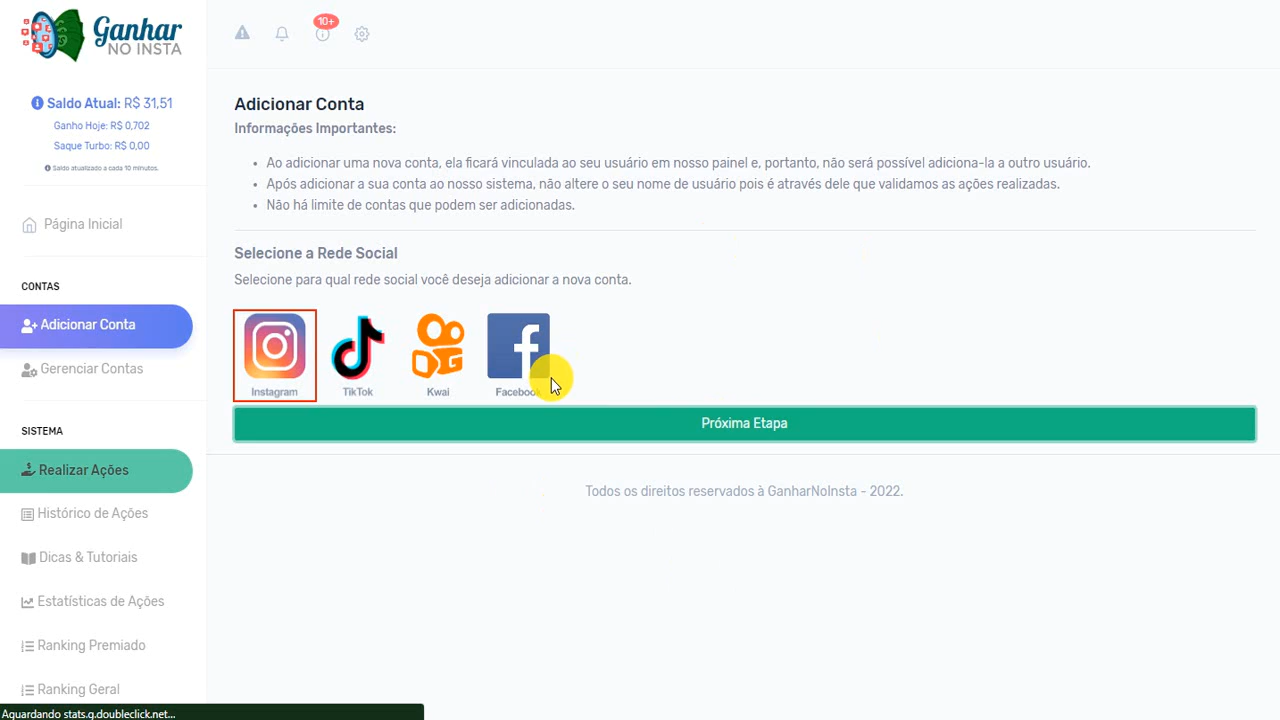 Ganhar
NO INSTA
Saldo Atual: R$ 31,51
Ganho Hoje: R$ 0,702
Saque Turbo: R$ 0,00
Saldo atualizado a cada 10 minutos.
Página Inicial
CONTAS
Adicionar Conta
Gerenciar Contas
SISTEMA
Realizar Ações
Histórico de Ações
Dicas & Tutoriais
Estatísticas de Ações
Ranking Premiado
Ranking Geral
10+
Adicionar Conta
Informações Importantes:
• Ao adicionar uma nova conta, ela ficará vinculada ao seu usuário em nosso painel e, portanto, não será possível adiciona-la a outro usuário.
• Após adicionar a sua conta ao nosso sistema, não altere o seu nome de usuário pois é através dele que validamos as ações realizadas.
• Não há limite de contas que podem ser adicionadas.
Selecione a Rede Social
Selecione para qual rede social você deseja adicionar a nova conta.
Instagram TikTok Kwai Facebook
Próxima Etapa
Todos os direitos reservados à GanharNoInsta - 2022.
Aguardando stats.g.doubleclick.net...